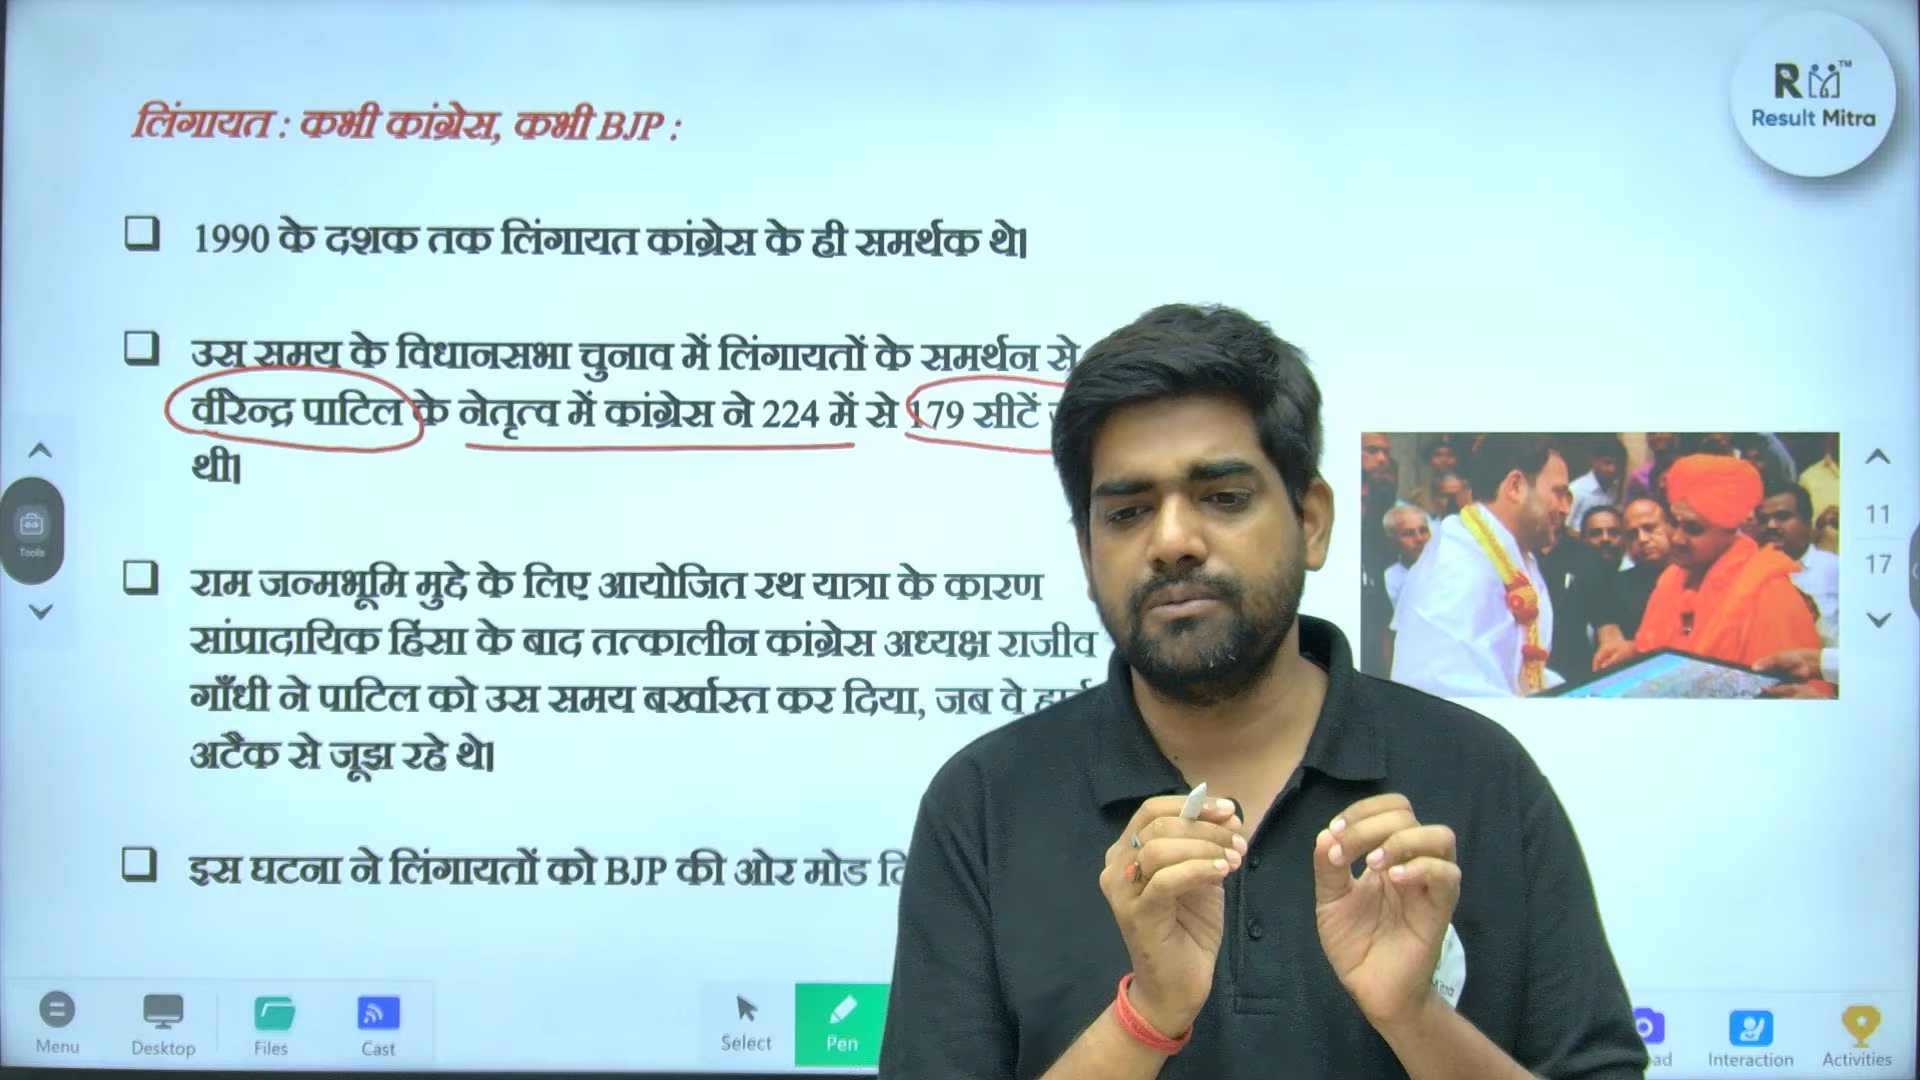 लिंगायत : कभी कांग्रेस, कभी BJP :
1990 के दशक तक लिंगायत कांग्रेस के ही समर्थक थे।
उस समय के विधानसभा चुनाव में लिंगायतों के समर्थन से
वीरेन्द्र पाटिल के नेतृत्व में कांग्रेस ने 224 में से 179 सीटें
थी।
राम जन्मभूमि मुद्दे के लिए आयोजित रथ यात्रा के कारण
सांप्रादायिक हिंसा के बाद तत्कालीन कांग्रेस अध्यक्ष राजीव
गाँधी ने पाटिल को उस समय बर्खास्त कर दिया, जब वे
अटैक से जूझ रहे थे।
इस घटना ने लिंगायतों को BJP की ओर मोड
RM™
Result Mitra
Tools
11
17
Menu
Desktop
Files
Cast
Select
Pen
Interaction
Activities